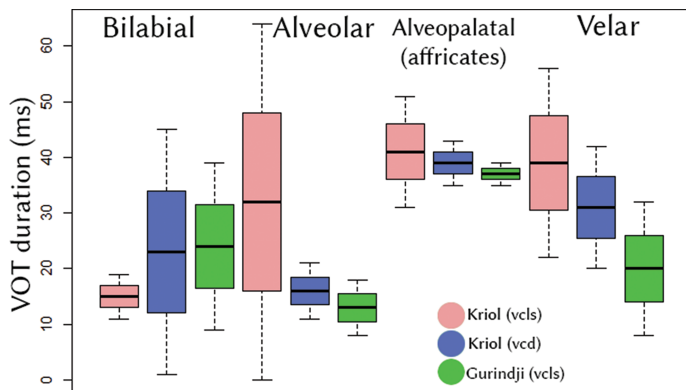 Bilabial
Alveolar
Alveopalatal
(affricates)
Velar
VOT duration (ms)
60
50
40
30
20
10
0
Kriol (vcls)
Kriol (vcd)
Gurindji (vcls)